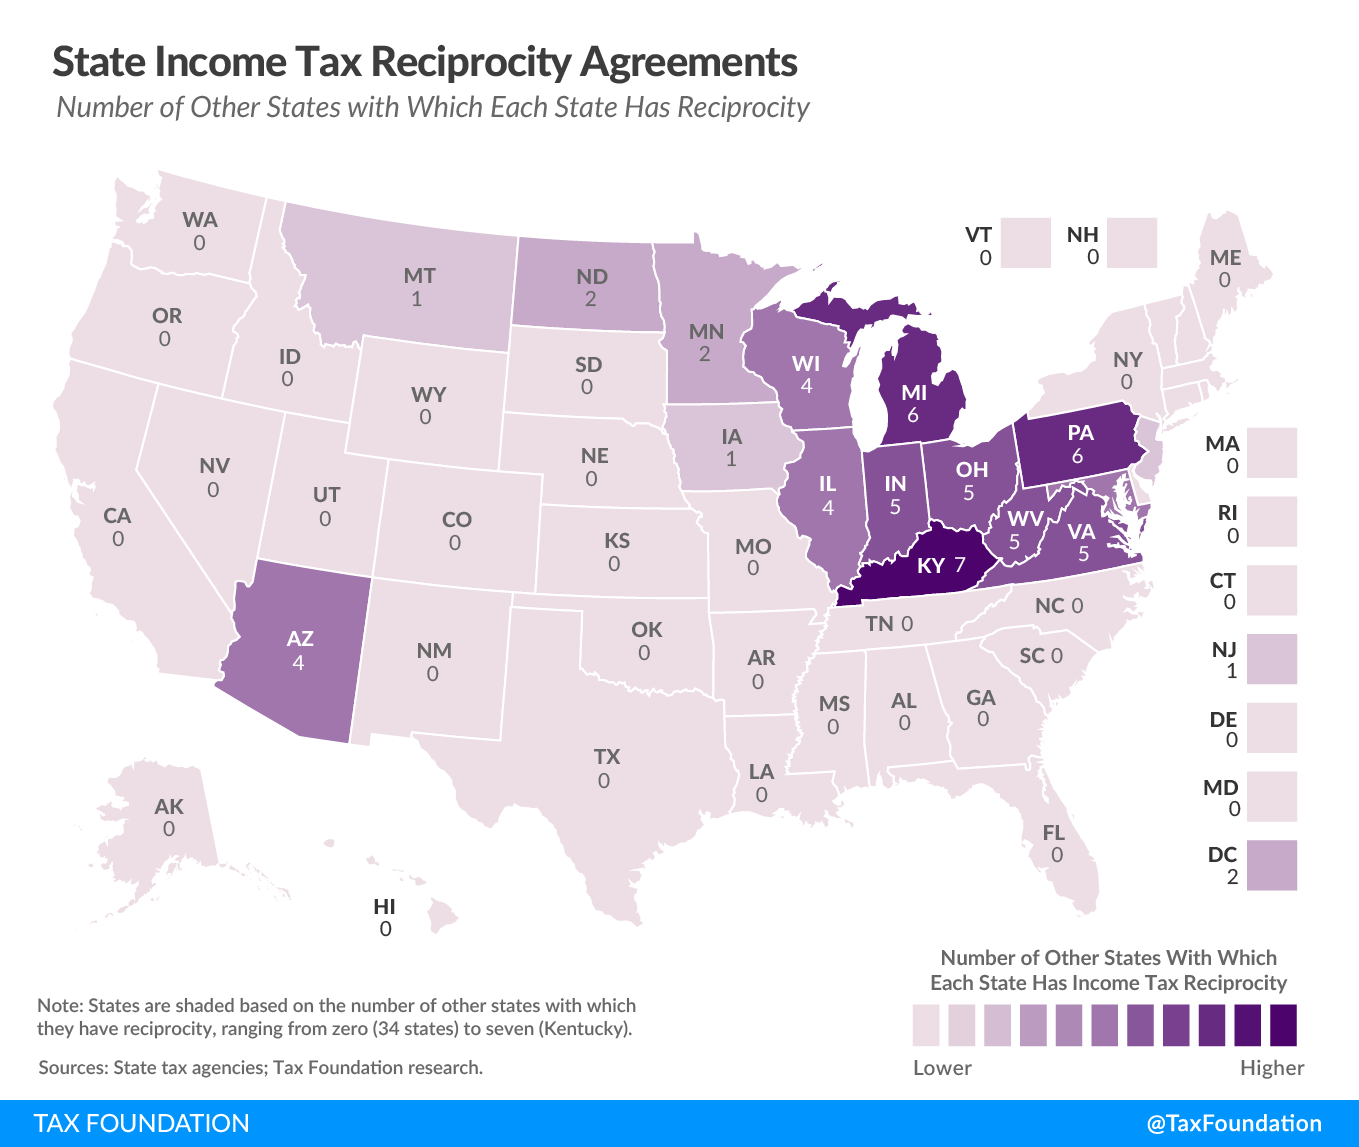 State Income Tax Reciprocity Agreements
Number of Other States with Which Each State Has Reciprocity
WA
0
OR
0
ID
0
MT
1
ND
2
MN
2
WI
4
MI
6
VT
0
NH
0
ME
0
NY
0
SD
0
WY
0
NV
0
UT
0
CA
0
CO
0
NE
0
KS
0
IA
1
MO
0
IL
4
IN
5
OH
5
PA
6
WV
5
VA
5
KY 7
MA
0
RI
0
CT
0
NJ
1
DE
0
MD
0
DC
2
AZ
4
NM
0
OK
0
AR
0
TN 0
NC 0
SC 0
MS
0
AL
0
GA
0
TX
0
LA
0
FL
0
AK
0
HI
0
Number of Other States With Which
Each State Has Income Tax Reciprocity
Lower
Higher
Note: States are shaded based on the number of other states with which
they have reciprocity, ranging from zero (34 states) to seven (Kentucky).
Sources: State tax agencies; Tax Foundation research.
TAX FOUNDATION
@TaxFoundation